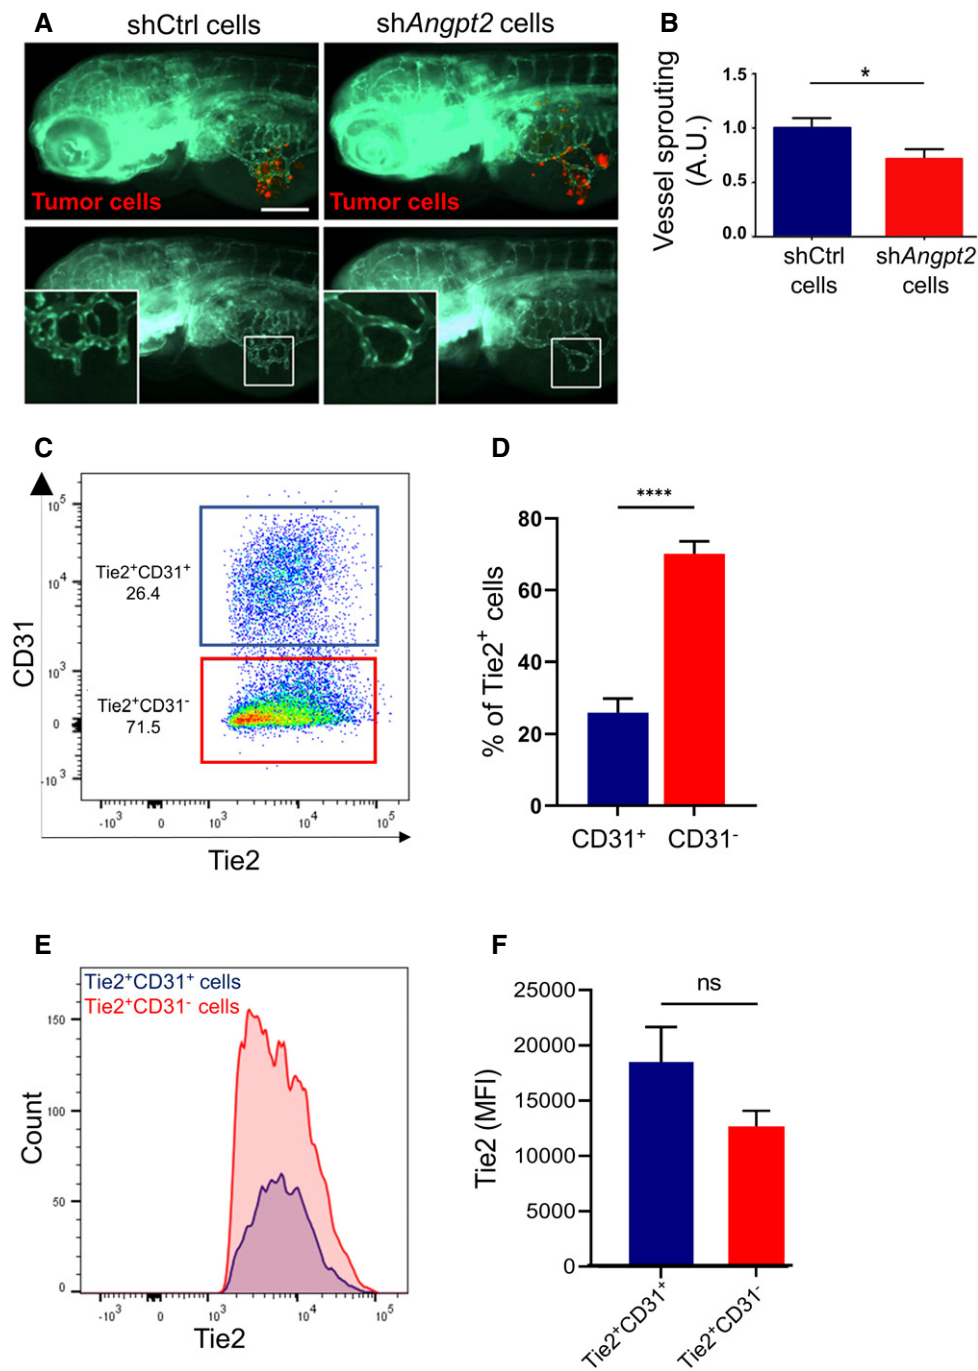 A
shCtrl cells
shAngpt2 cells
Tumor cells
Tumor cells
B
Vessel sprouting
(A.U.)
1.5
1.0
0.5
0.0
*
shCtrl
cells
shAngpt2
cells
C
CD31
10^5
10^4
10^3
0
-10^3
Tie2+CD31+
26.4
Tie2+CD31-
71.5
-10^3 0 10^3 10^4 10^5
Tie2
D
% of Tie2+ cells
80
60
40
20
0
****
CD31+
CD31-
E
Count
150
100
50
0
Tie2+CD31+ cells
Tie2+CD31- cells
-10^3 0 10^3 10^4 10^5
Tie2
F
Tie2 (MFI)
25000
20000
15000
10000
5000
0
ns
Tie2+CD31+
Tie2+CD31-